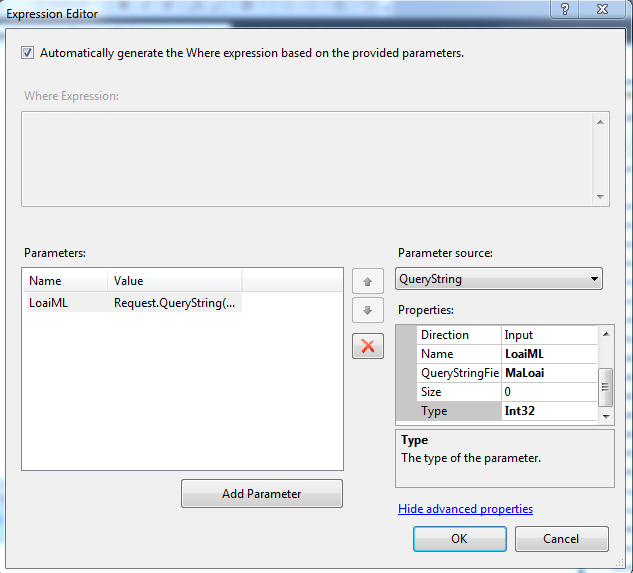 Expression Editor
Automatically generate the Where expression based on the provided parameters.
Where Expression:
Parameters:
Name Value
LoaiML Request.QueryString(...
Add Parameter
Parameter source:
QueryString
Properties:
Direction Input
Name LoaiML
QueryStringFie MaLoai
Size 0
Type Int32
Type
The type of the parameter.
Hide advanced properties
OK Cancel